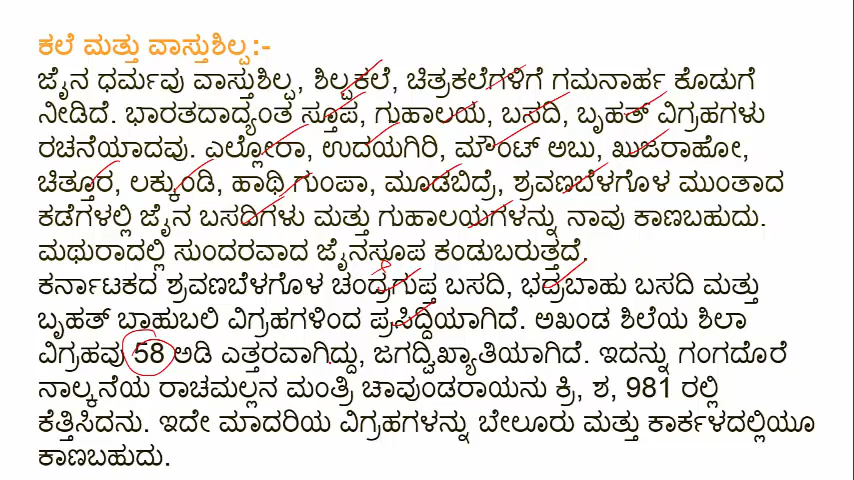 ಕಲೆ ಮತ್ತು ವಾಸ್ತುಶಿಲ್ಪ:-
ಜೈನ ಧರ್ಮವು ವಾಸ್ತುಶಿಲ್ಪ, ಶಿಲ್ಪಕಲೆ, ಚಿತ್ರಕಲೆಗಳಿಗೆ ಗಮನಾರ್ಹ ಕೊಡುಗೆ
ನೀಡಿದೆ. ಭಾರತದಾದ್ಯಂತ ಸ್ತೂಪ, ಗುಹಾಲಯ, ಬಸದಿ, ಬೃಹತ್ ವಿಗ್ರಹಗಳು
ರಚನೆಯಾದವು. ಎಲ್ಲೋರಾ, ಉದಯಗಿರಿ, ಮೌಂಟ್ ಅಬು, ಖಜರಾಹೋ,
ಚಿತ್ತೂರ, ಲಕ್ಕುಂಡಿ, ಹಾಥಿ ಗುಂಪಾ, ಮೂಡಬಿದ್ರೆ, ಶ್ರವಣಬೆಳಗೊಳ ಮುಂತಾದ
ಕಡೆಗಳಲ್ಲಿ ಜೈನ ಬಸದಿಗಳು ಮತ್ತು ಗುಹಾಲಯಗಳನ್ನು ನಾವು ಕಾಣಬಹುದು.
ಮಥುರಾದಲ್ಲಿ ಸುಂದರವಾದ ಜೈನಸ್ತೂಪ ಕಂಡುಬರುತ್ತದೆ.
ಕರ್ನಾಟಕದ ಶ್ರವಣಬೆಳಗೊಳ ಚಂದ್ರಗುಪ್ತ ಬಸದಿ, ಭದ್ರಬಾಹು ಬಸದಿ ಮತ್ತು
ಬೃಹತ್ ಬಾಹುಬಲಿ ವಿಗ್ರಹಗಳಿಂದ ಪ್ರಸಿದ್ದಿಯಾಗಿದೆ. ಅಖಂಡ ಶಿಲೆಯ ಶಿಲಾ
ವಿಗ್ರಹವು 58 ಅಡಿ ಎತ್ತರವಾಗಿದ್ದು, ಜಗದ್ವಿಖ್ಯಾತಿಯಾಗಿದೆ. ಇದನ್ನು ಗಂಗದೊರೆ
ನಾಲ್ಕನೆಯ ರಾಚಮಲ್ಲನ ಮಂತ್ರಿ ಚಾವುಂಡರಾಯನು ಕ್ರಿ, ಶ, 981 ರಲ್ಲಿ
ಕೆತ್ತಿಸಿದನು. ಇದೇ ಮಾದರಿಯ ವಿಗ್ರಹಗಳನ್ನು ಬೇಲೂರು ಮತ್ತು ಕಾರ್ಕಳದಲ್ಲಿಯೂ
ಕಾಣಬಹುದು.